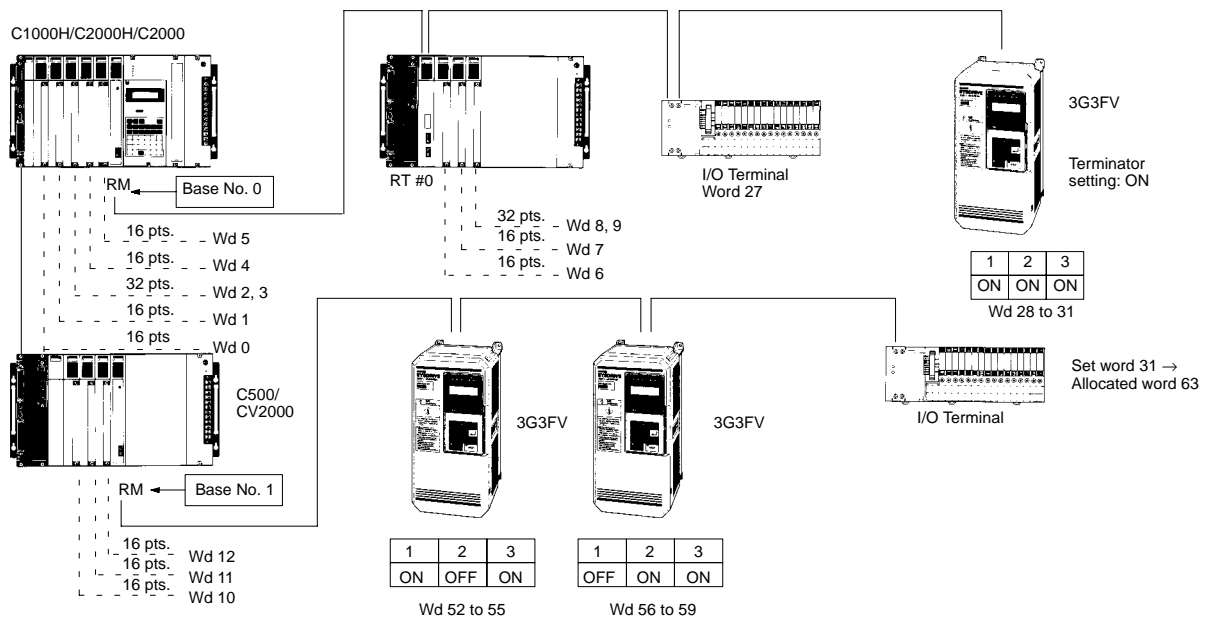 C1000H/C2000H/C2000
RM
Base No. 0
16 pts.
Wd 5
16 pts.
Wd 4
32 pts.
Wd 2, 3
16 pts.
Wd 1
16 pts
Wd 0
RT #0
32 pts.
Wd 8, 9
16 pts.
Wd 7
16 pts.
Wd 6
I/O Terminal
Word 27
3G3FV
Terminator
setting: ON
1 2 3
ON ON ON
Wd 28 to 31
C500/
CV2000
RM
Base No. 1
16 pts.
Wd 12
16 pts.
Wd 11
16 pts.
Wd 10
3G3FV
1 2 3
ON OFF ON
Wd 52 to 55
3G3FV
1 2 3
OFF ON ON
Wd 56 to 59
I/O Terminal
Set word 31 →
Allocated word 63